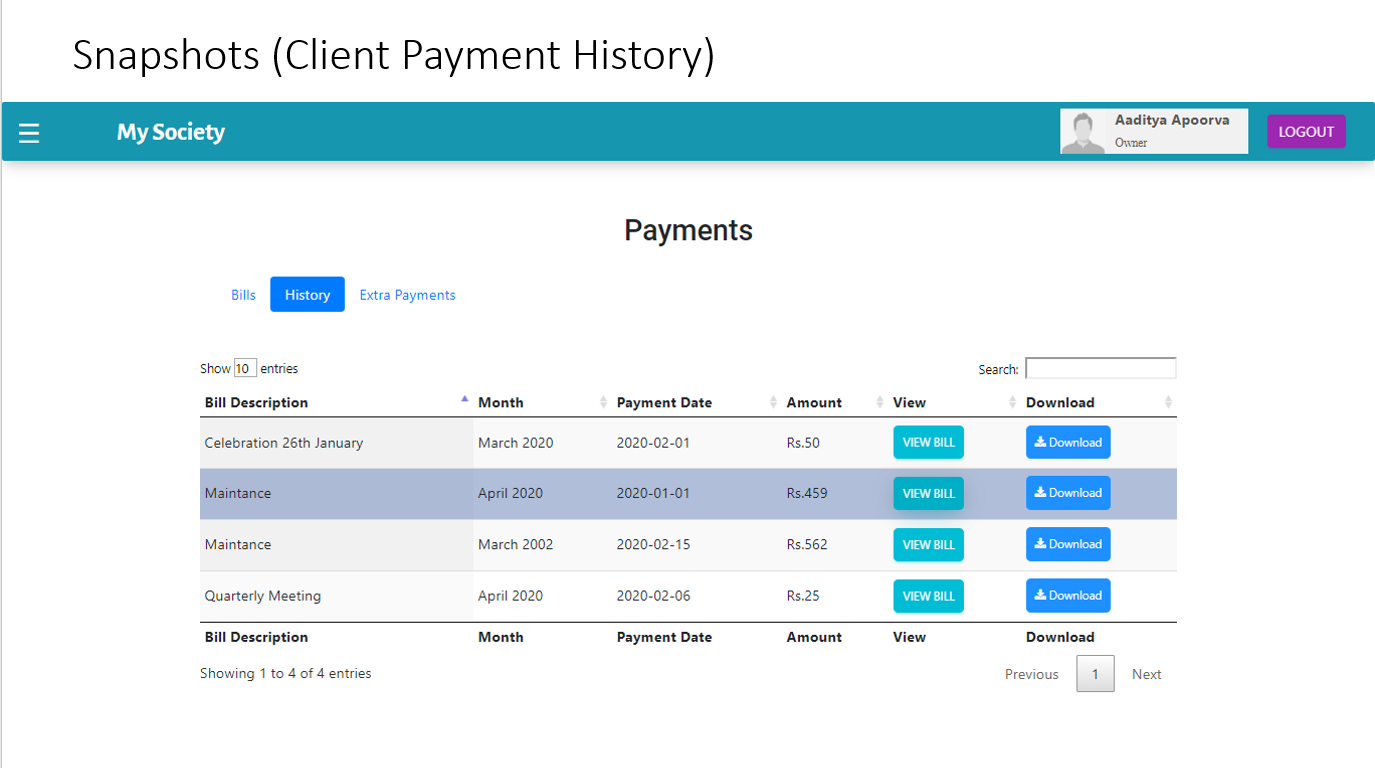 Snapshots (Client Payment History)
My Society
Aaditya Apoorva
Owner
LOGOUT
Payments
Bills History Extra Payments
Show 10 entries Search:
Bill Description Month Payment Date Amount View Download
Celebration 26th January March 2020 2020-02-01 Rs.50 VIEW BILL Download
Maintance April 2020 2020-01-01 Rs.459 VIEW BILL Download
Maintance March 2002 2020-02-15 Rs.562 VIEW BILL Download
Quarterly Meeting April 2020 2020-02-06 Rs.25 VIEW BILL Download
Bill Description Month Payment Date Amount View Download
Showing 1 to 4 of 4 entries Previous 1 Next